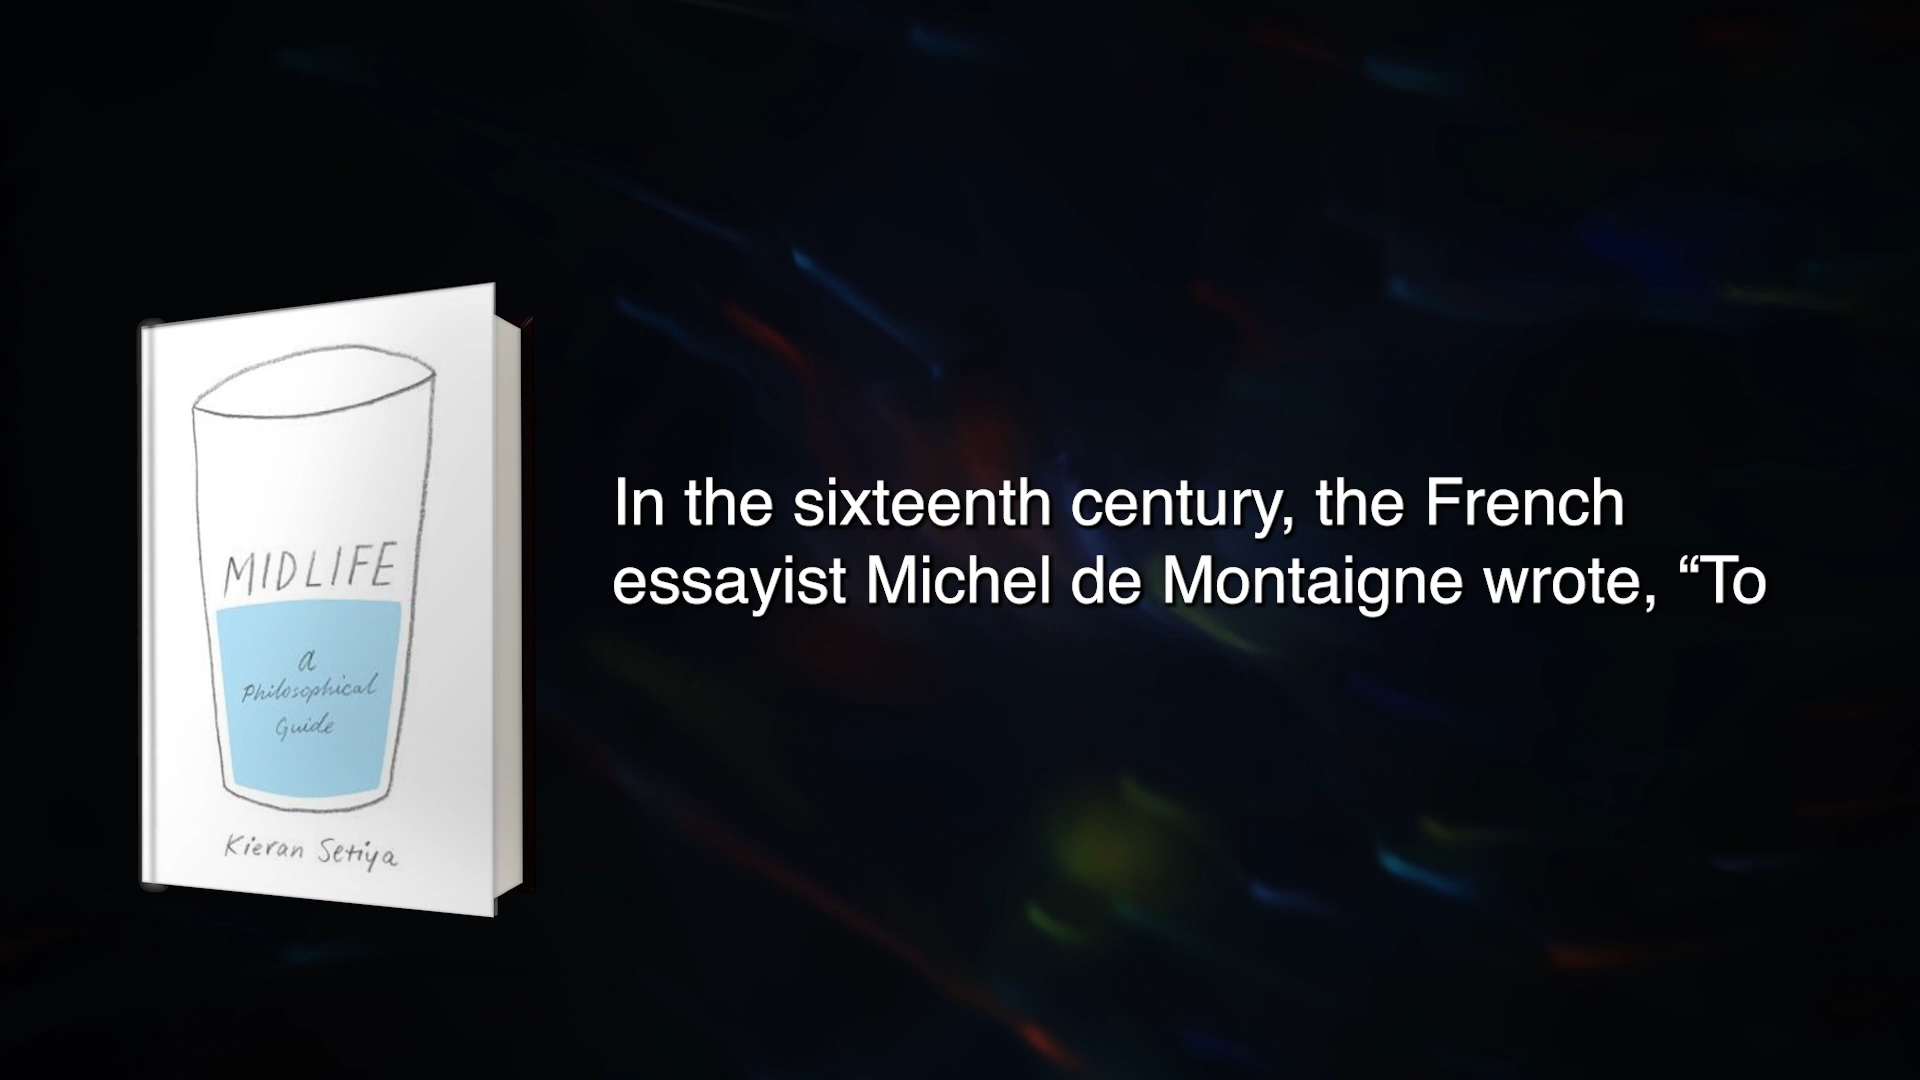 MIDLIFE
a
Philosophical
Guide
Kieran Setiya
In the sixteenth century, the French
essayist Michel de Montaigne wrote, “To